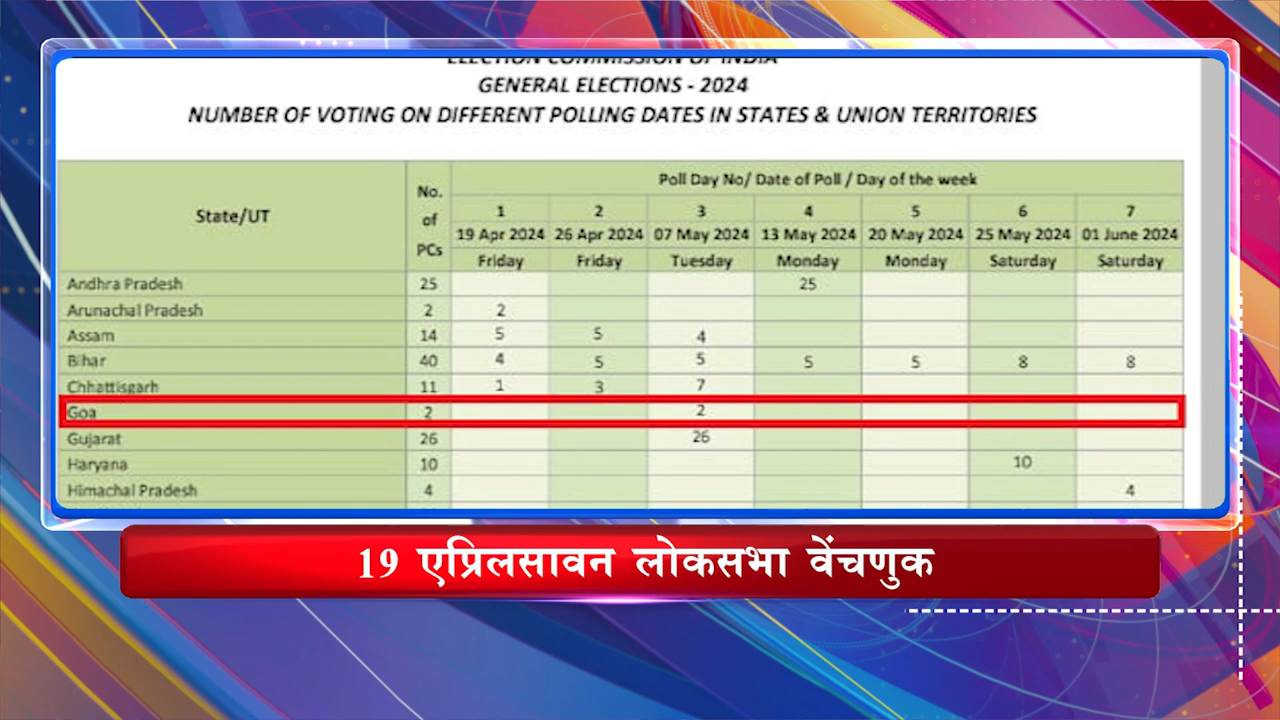 ELECTION COMMISSION OF INDIA
GENERAL ELECTIONS - 2024
NUMBER OF VOTING ON DIFFERENT POLLING DATES IN STATES & UNION TERRITORIES
State/UT No. of PCs Poll Day No/ Date of Poll / Day of the week
1 2 3 4 5 6 7
19 Apr 2024 26 Apr 2024 07 May 2024 13 May 2024 20 May 2024 25 May 2024 01 June 2024
Friday Friday Tuesday Monday Monday Saturday Saturday
Andhra Pradesh 25 25
Arunachal Pradesh 2 2
Assam 14 5 5 4
Bihar 40 4 5 5 5 5 8 8
Chhattisgarh 11 1 3 7
Goa 2 2
Gujarat 26 26
Haryana 10 10
Himachal Pradesh 4 4
19 एप्रिलसावन लोकसभा वेंचणुक